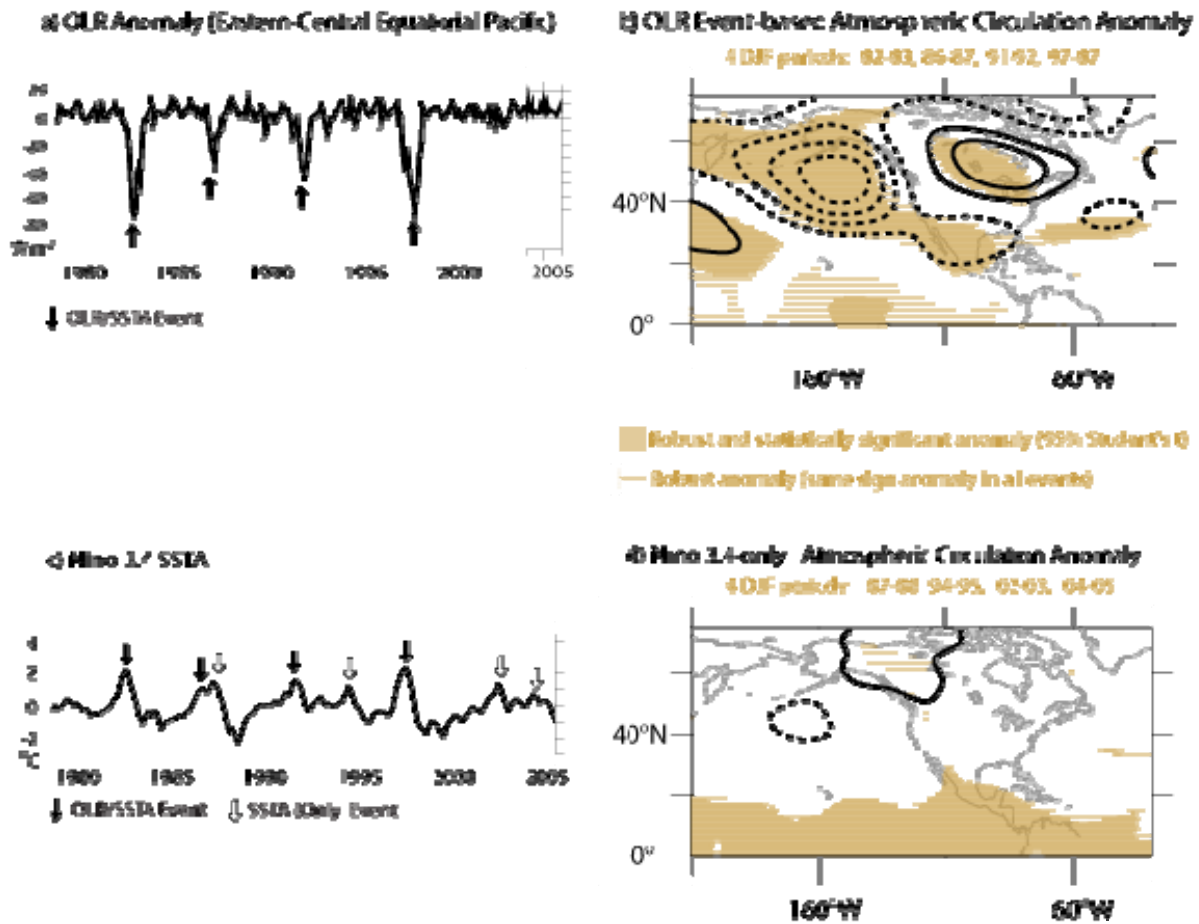 a) OLR Anomaly (Eastern-Central Equatorial Pacific)
1980 1985 1990 1995 2000 2005
OLR/SSTA Event
b) OLR Event-based Atmospheric Circulation Anomaly
4 DJF periods: 82-83, 86-87, 91-92,
40°N
0°
160°W 60°W
Robust and statistically significant anomaly (95% Student's t)
Robust anomaly (same sign anomaly in all events)
c) Nino 3.4 SSTA
4
2
0
1980 1985 1990 1995 2000 2005
OLR/SSTA Event SSTA Only Event
d) Nino 3.4-only Atmospheric Circulation Anomaly
4 DJF periods 87-88 94-95, 02-03, 04-05
40°N
0°
160°W 60°W